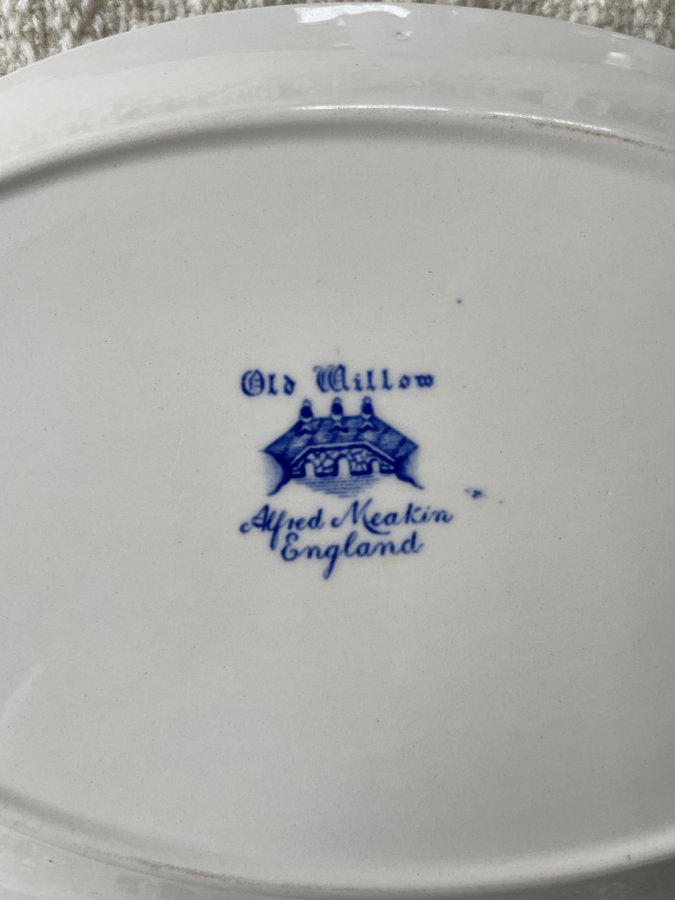 Old Willow
Alfred Meakin
England